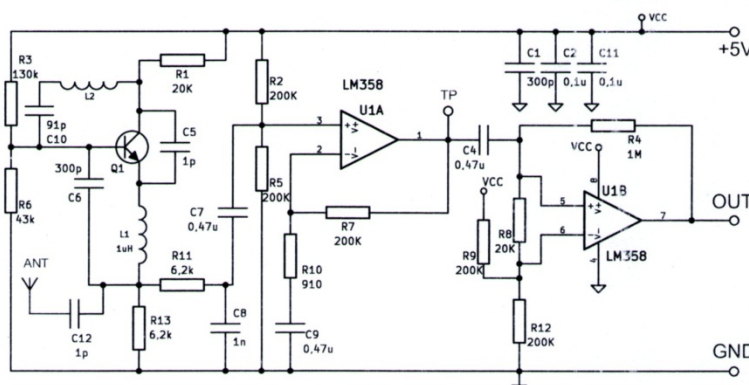 VCC
+5V
R3
130k
L2
R1
20K
R2
200K
LM358
U1A
TP
C1
300p
C2
0,1u
C11
0,1u
91p
C10
Q1
C5
1p
3
2
1
+
V+
-
V-
C4
0,47u
R4
1M
VCC
8
U1B
300p
C6
R5
200K
R6
43k
L1
1uH
C7
0,47u
R7
200K
VCC
R9
200K
R8
20K
5
6
7
+
V+
-
V-
4
LM358
OUT
R11
6,2k
R10
910
ANT
C12
1p
R13
6,2k
C8
1n
C9
0,47u
R12
200K
GND